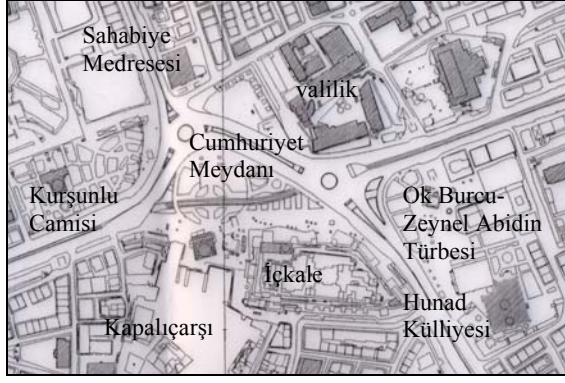 Sahabiye
Medresesi
valilik
Cumhuriyet
Meydanı
Kurşunlu
Camisi
Ok Burcu-
Zeynel Abidin
Türbesi
İçkale
Hunad
Külliyesi
Kapalıçarşı